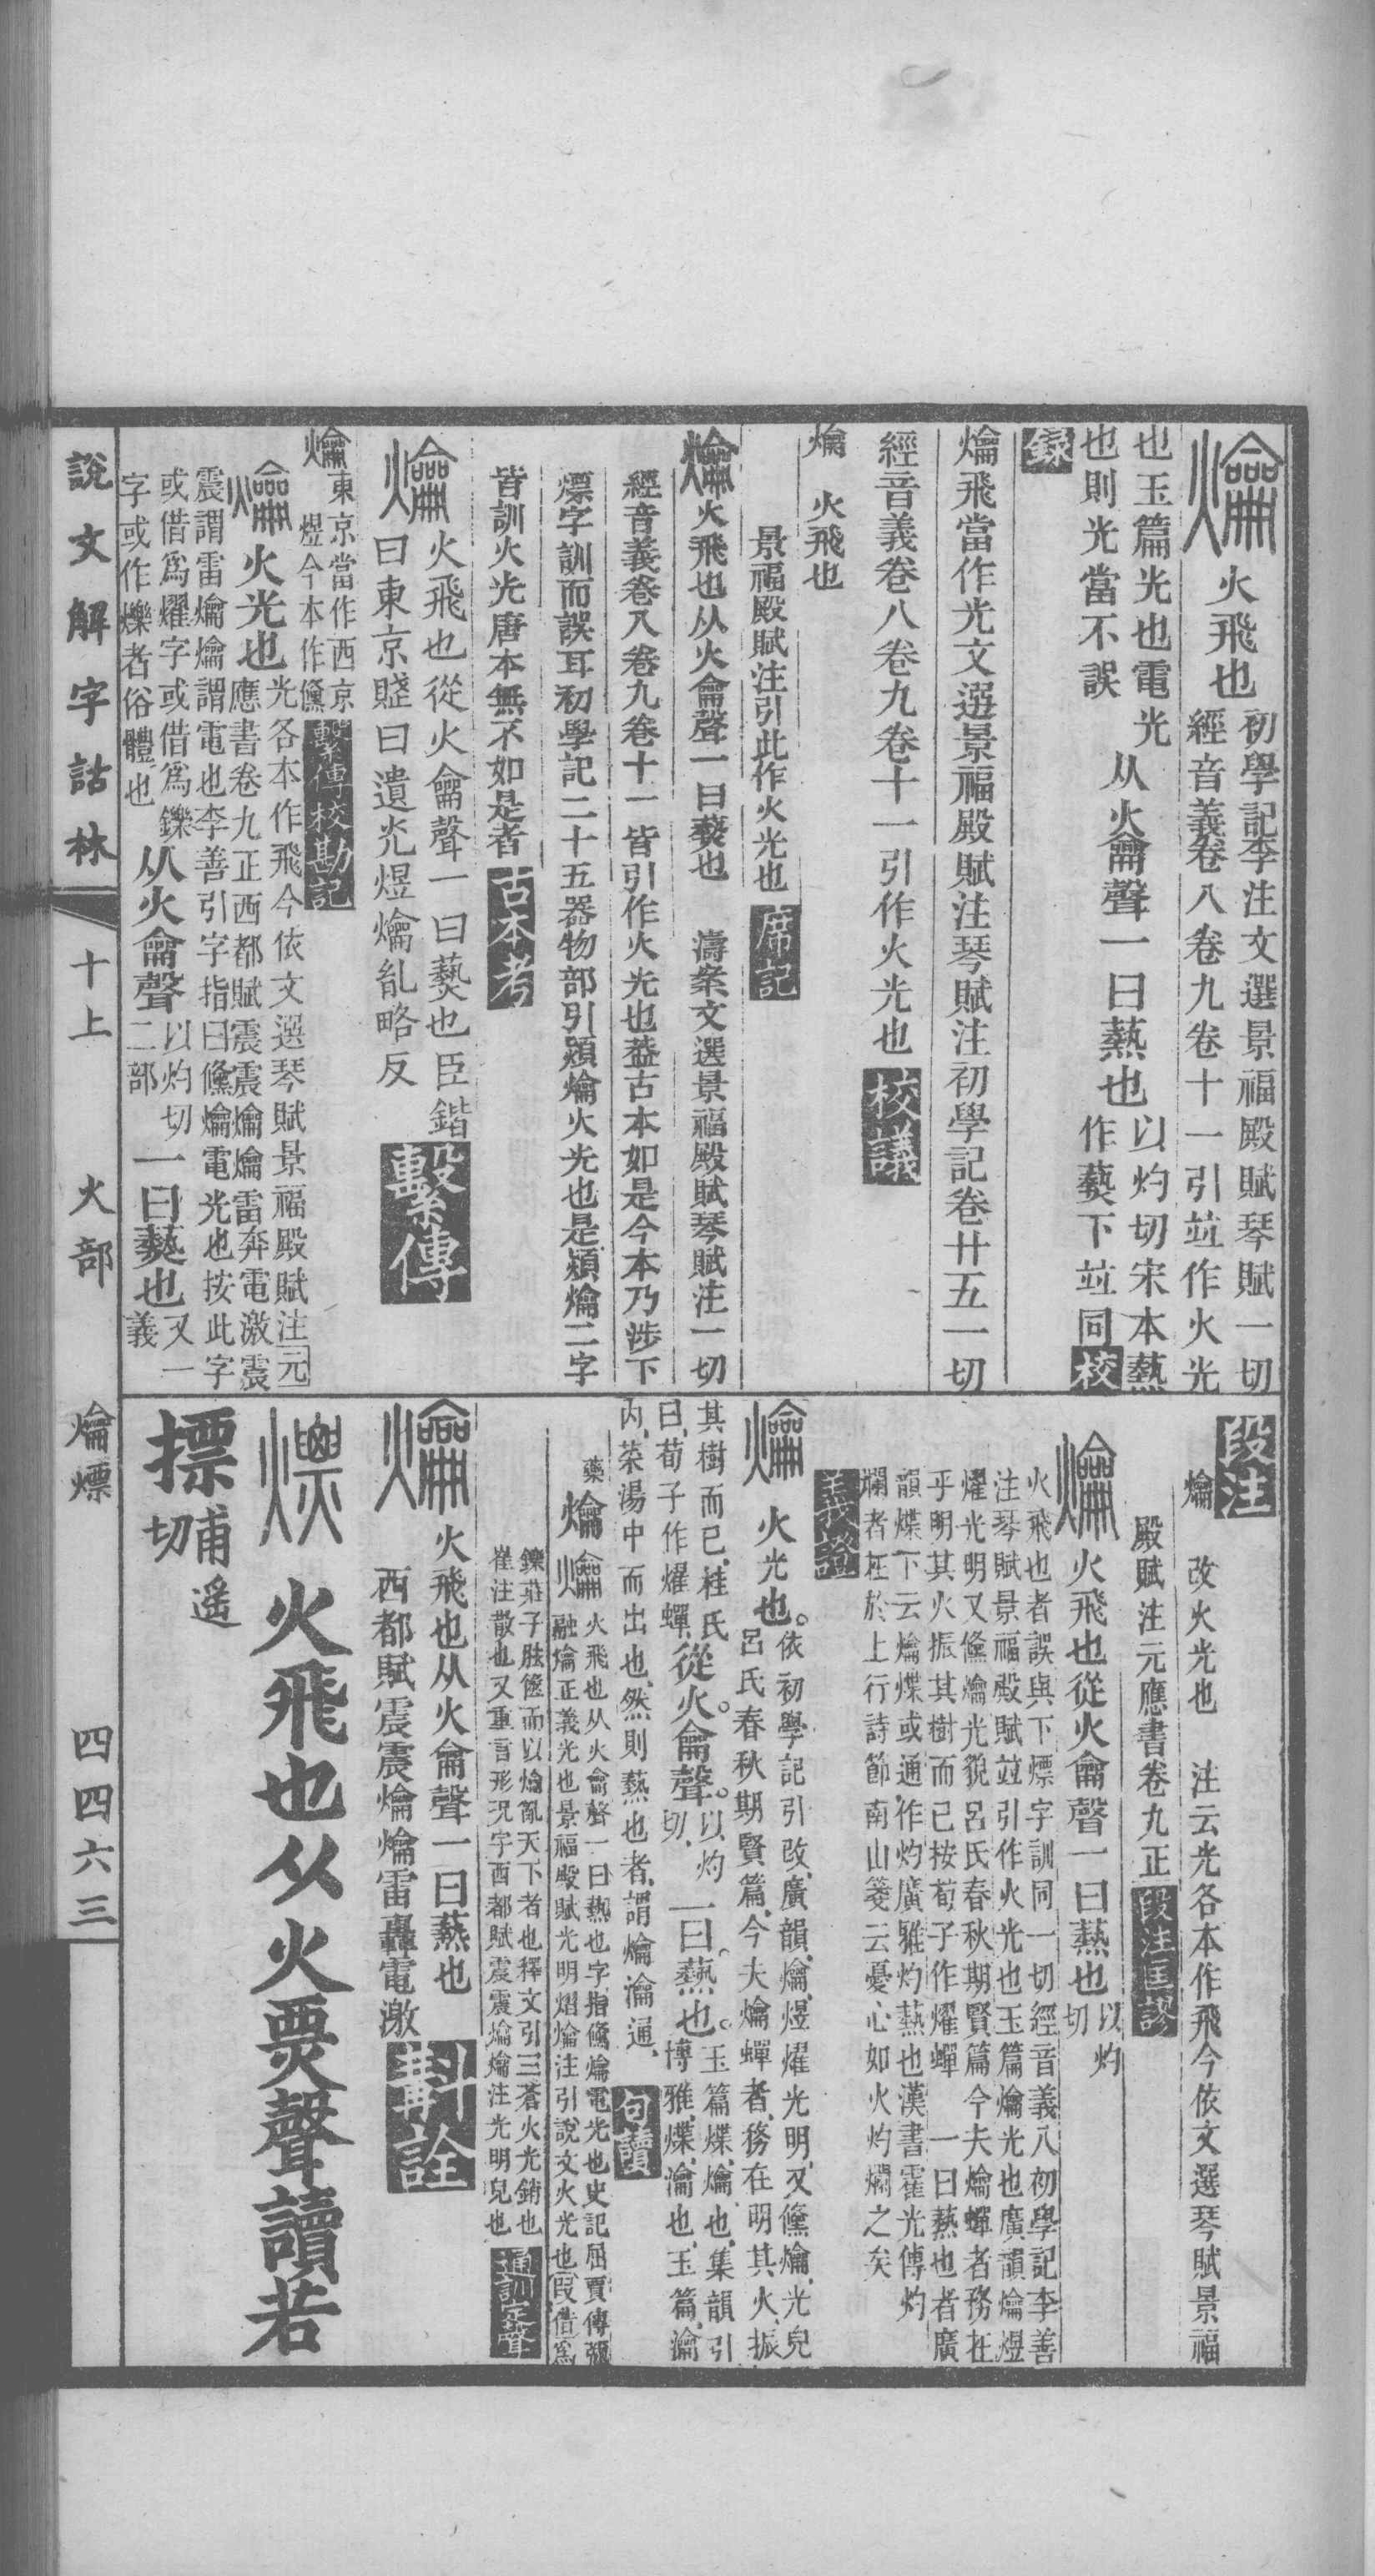 爚火飛也初學記李注文選景福殿賦琴賦一切
經音義卷八卷九卷十一引竝作火光
也玉篇光也電光
也則光當不誤从火龠聲一曰熱也以灼切宋本熱
作爇下竝同校
録
爚飛當作光文選景福殿賦注琴賦注初學記卷廿五一切
經音義卷八卷九卷十一引作火光也校議
爚 火飛也
景福殿賦注引此作火光也席記
爚火飛也从火龠聲一曰爇也 濤案文選景福殿賦琴賦注一切
經音義卷八卷九卷十一皆引作火光也葢古本如是今本乃涉下
熛字訓而誤耳初學記二十五器物部引熲爚火光也是熲爚二字
皆訓火光唐本無不如是者古本考
爚火飛也從火龠聲一曰爇也臣鍇
曰東京賦曰遺光煜爚亂略反繫傳
爚東京當作西京
煜今本作儵繫傳校勘記
爚火光也光各本作飛今依文選琴賦景福殿賦注元
應書卷九正西都賦震震爚爚雷奔電激震
震謂雷爚爚謂電也李善引字指曰儵爚電光也按此字
或借爲燿字或借爲鑠
字或作爍者俗體也从火龠聲以灼切
二部一曰爇也又一
義
段注
爚 改火光也 注云光各本作飛今依文選琴賦景福
殿賦注元應書卷九正段注匡謬
爚火飛也從火龠聲一曰熱也以灼
切
火飛也者誤與下熛字訓同一切經音義八初學記李善
注琴賦景福殿賦竝引作火光也玉篇爚光也廣韻爚煜
燿光明又儵爚光貌呂氏春秋期賢篇今夫爚蟬者務在
乎明其火振其樹而已按荀子作燿蟬 一曰熱也者廣
韻煠下云爚煠或通作灼廣雅灼熱也漢書霍光傳灼
爛者在於上行詩節南山箋云憂心如火灼爛之矣
義證
爚火光也。依初學記引改、廣韻、爚、煜燿光明、又儵爚、光皃
呂氏春秋期賢篇、今夫爚蟬者、務在明其火、振
其樹而已、桂氏
曰、荀子作燿蟬、從火。龠聲。以灼
切、一曰。熱也。玉篇、煠、爚也、集韻引
博雅、煠、瀹也、玉篇、瀹
內、菜湯中而出也、然則熱也者、謂爚瀹通、句讀
藥爚爚火飛也从火龠聲一曰熱也字指儵爚電光也史記屈賈傳彌
融爚正義光也景福殿賦光明熠爚注引說文火光也假借爲
鑠莊子胠篋而以爚亂天下者也釋文引三蒼火光銷也
崔注散也又重言形況字西都賦震震爚爚注光明皃也通訓定聲
爚火飛也从火龠聲一曰爇也
西都賦震震爚爚雷轟電激斠詮
熛火飛也从火㶾聲讀若
摽甫遥
切
說文解字詁林
十上 火部 爚熛 四四六三